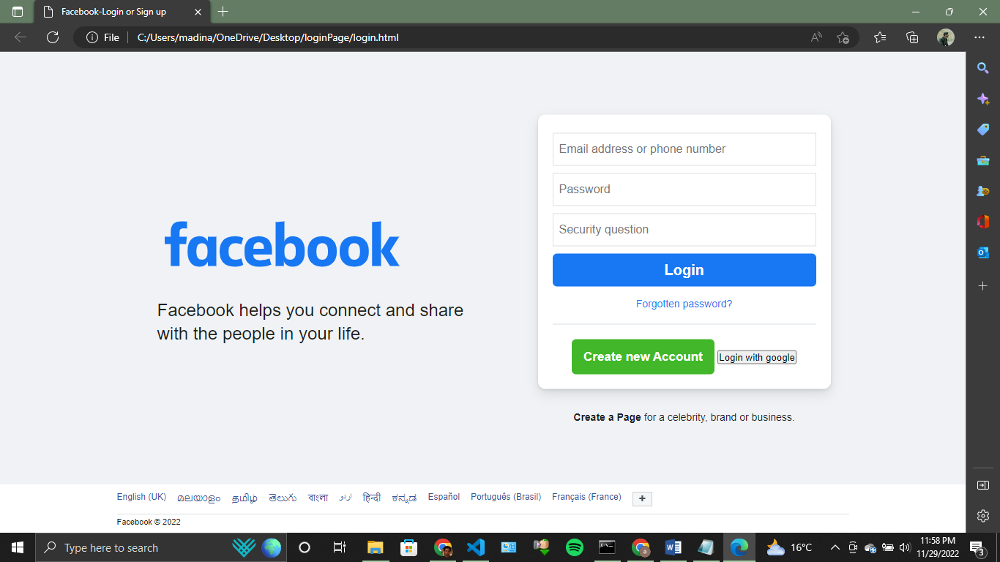 Facebook-Login or Sign up
File
C:/Users/madina/OneDrive/Desktop/loginPage/login.html
Email address or phone number
Password
Security question
Login
Forgotten password?
Create new Account
Login with google
Create a Page for a celebrity, brand or business.
facebook
Facebook helps you connect and share
with the people in your life.
English (UK) മലയാളം தமிழ் తెలుగు বাংলা اردو हिन्दी ಕನ್ನಡ Español Português (Brasil) Français (France) +
Facebook © 2022
Type here to search
16°C
11:58 PM
11/29/2022
3